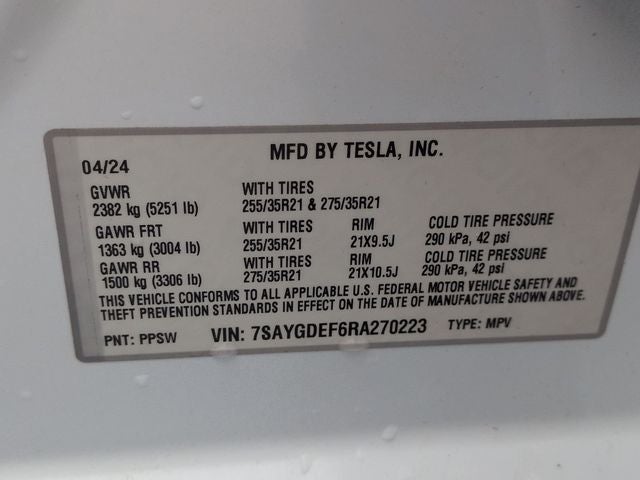 MFD BY TESLA, INC.
04/24
GVWR WITH TIRES
2382 kg (5251 lb) 255/35R21 & 275/35R21
GAWR FRT WITH TIRES RIM COLD TIRE PRESSURE
1363 kg (3004 lb) 255/35R21 21X9.5J 290 kPa, 42 psi
GAWR RR WITH TIRES RIM COLD TIRE PRESSURE
1500 kg (3306 lb) 275/35R21 21X10.5J 290 kPa, 42 psi
THIS VEHICLE CONFORMS TO ALL APPLICABLE U.S. FEDERAL MOTOR VEHICLE SAFETY AND
THEFT PREVENTION STANDARDS IN EFFECT ON THE DATE OF MANUFACTURE SHOWN ABOVE.
PNT: PPSW VIN: 7SAYGDEF6RA270223 TYPE: MPV